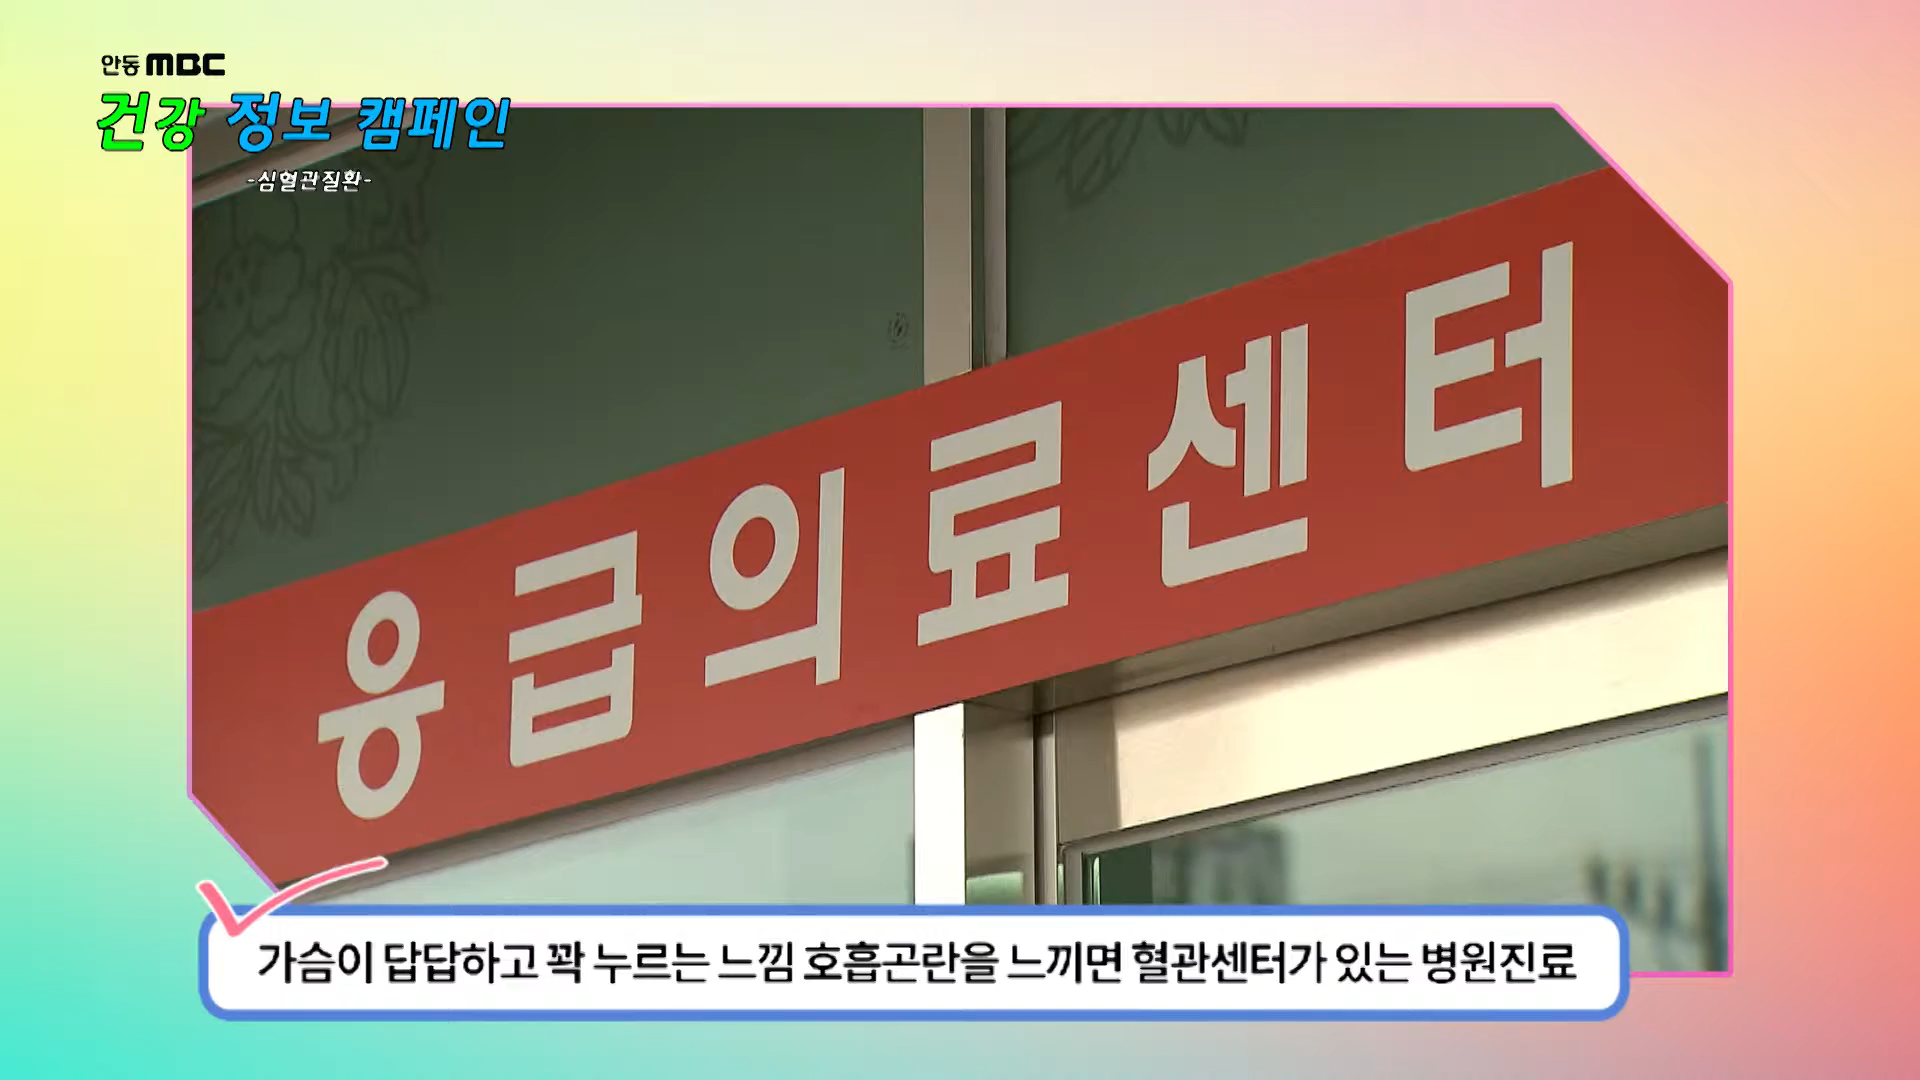 안동 MBC
건강 정보 캠페인
-심혈관질환-
응급의료센터
가슴이 답답하고 꽉 누르는 느낌 호흡곤란을 느끼면 혈관센터가 있는 병원진료